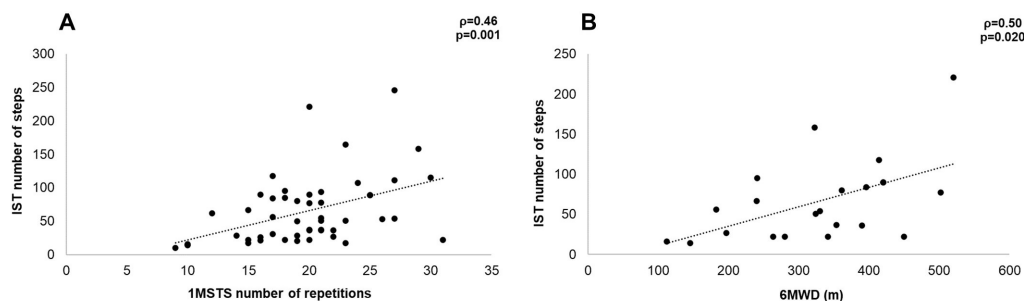 A
ρ=0.46
p=0.001
IST number of steps
300
250
200
150
100
50
0
0 5 10 15 20 25 30 35
1MSTS number of repetitions
B
ρ=0.50
p=0.020
IST number of steps
250
200
150
100
50
0
0 100 200 300 400 500 600
6MWD (m)